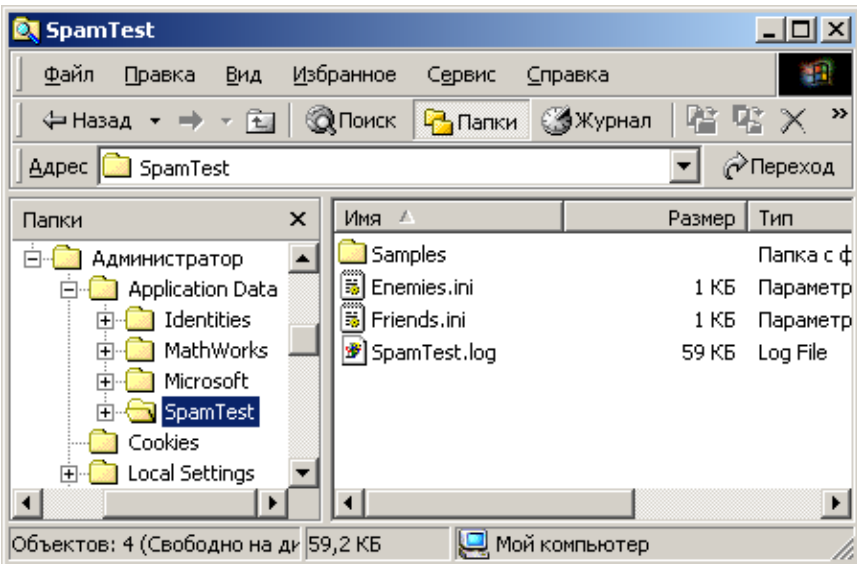 SpamTest
Файл Правка Вид Избранное Сервис Справка
Назад Поиск Папки Журнал »
Адрес SpamTest Переход
Папки
Администратор
Application Data
Identities
MathWorks
Microsoft
SpamTest
Cookies
Local Settings
Имя Размер Тип
Samples Папка с ф
Enemies.ini 1 КБ Параметр
Friends.ini 1 КБ Параметр
SpamTest.log 59 КБ Log File
Объектов: 4 (Свободно на ди 59,2 КБ Мой компьютер